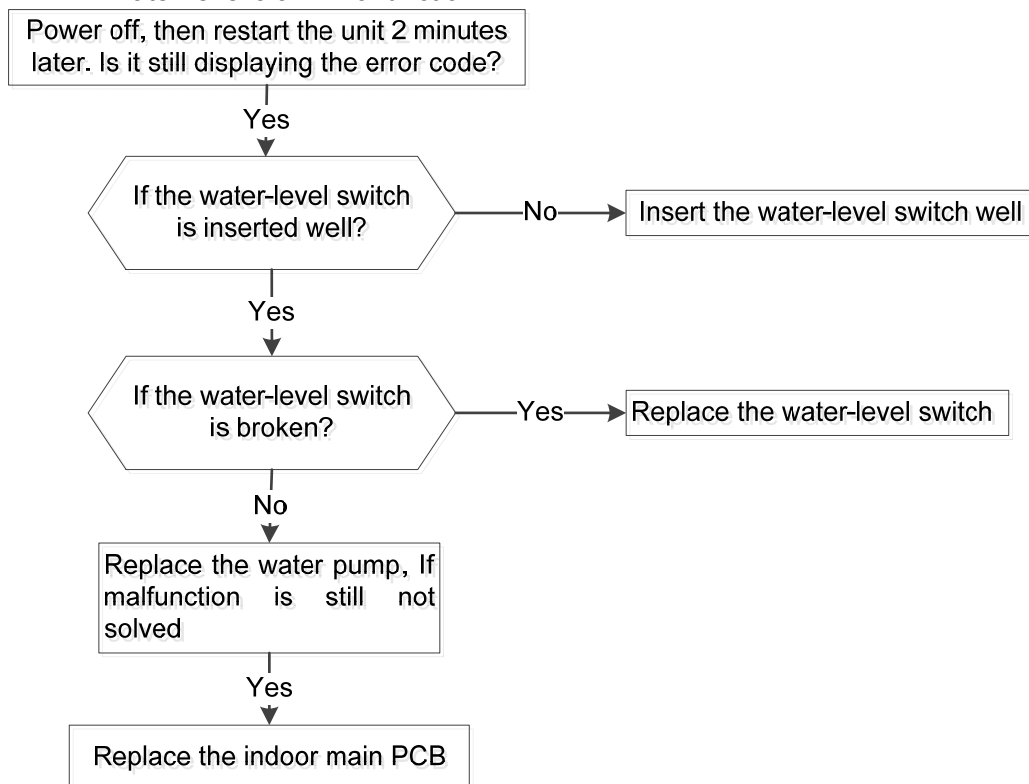 Power off, then restart the unit 2 minutes
later. Is it still displaying the error code?
Yes
If the water-level switch
is inserted well?
No
Insert the water-level switch well
Yes
If the water-level switch
is broken?
Yes
Replace the water-level switch
No
Replace the water pump, If
malfunction is still not
solved
Yes
Replace the indoor main PCB